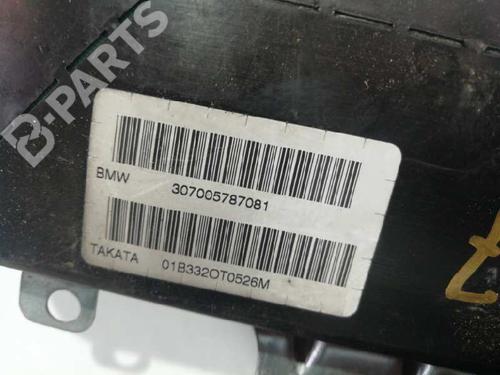 B-PARTS
BMW 307005787081
TAKATA 01B332OT0526M